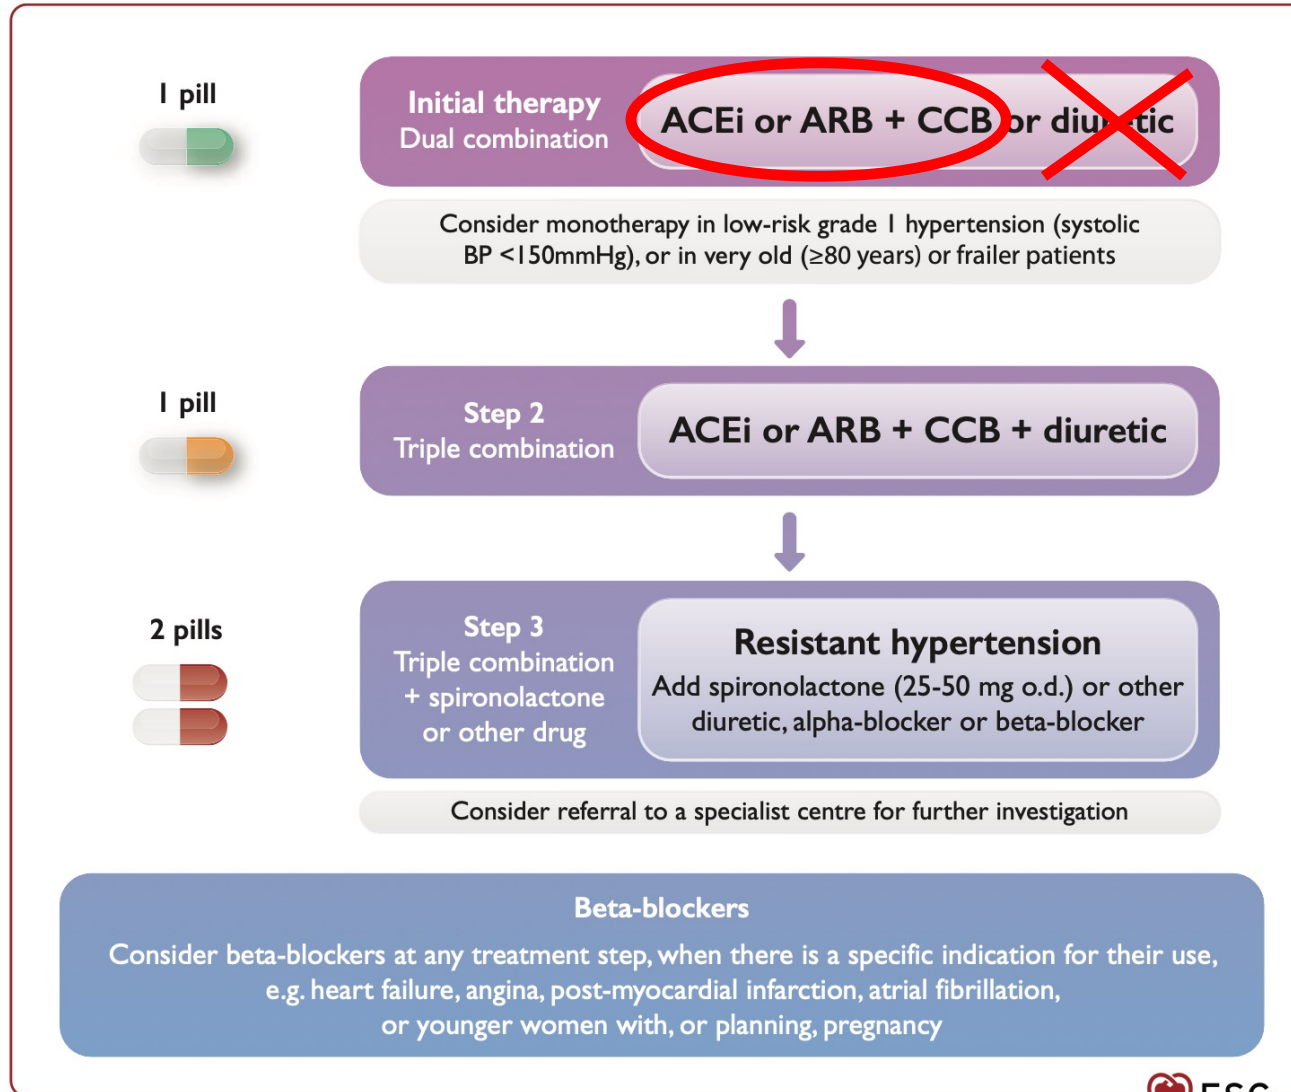 1 pill
Initial therapy
Dual combination
ACEi or ARB + CCB or diuretic
Consider monotherapy in low-risk grade 1 hypertension (systolic
BP <150mmHg), or in very old (≥80 years) or frailer patients
1 pill
Step 2
Triple combination
ACEi or ARB + CCB + diuretic
2 pills
Step 3
Triple combination
+ spironolactone
or other drug
Resistant hypertension
Add spironolactone (25-50 mg o.d.) or other
diuretic, alpha-blocker or beta-blocker
Consider referral to a specialist centre for further investigation
Beta-blockers
Consider beta-blockers at any treatment step, when there is a specific indication for their use,
e.g. heart failure, angina, post-myocardial infarction, atrial fibrillation,
or younger women with, or planning, pregnancy
ESC